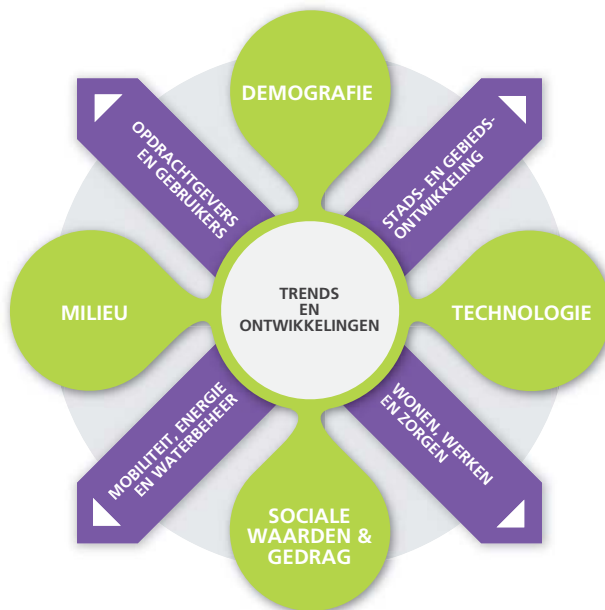 DEMOGRAFIE
OPDRACHTGEVERS
EN GEBRUIKERS
STADS- EN GEBIEDS-
ONTWIKKELING
MILIEU
TRENDS
EN
ONTWIKKELINGEN
TECHNOLOGIE
MOBILITEIT, ENERGIE
EN WATERBEHEER
WONEN, WERKEN
EN ZORGEN
SOCIALE
WAARDEN &
GEDRAG